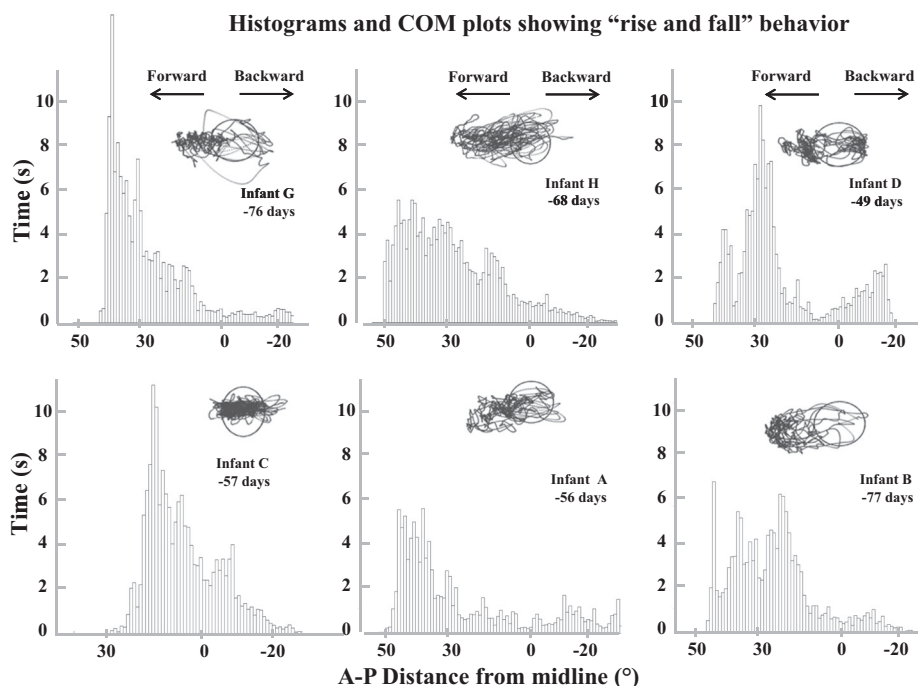 Histograms and COM plots showing “rise and fall” behavior
Forward Backward
Infant G
-76 days
Time (s)
10
8
6
4
2
0
50 30 0 -20
Forward Backward
Infant H
-68 days
10
8
6
4
2
0
50 30 0 -20
Forward Backward
Infant D
-49 days
10
8
6
4
2
0
50 30 0 -20
Infant C
-57 days
Time (s)
10
8
6
4
2
0
30 0 -20
Infant A
-56 days
10
8
6
4
2
0
50 30 0 -20
Infant B
-77 days
10
8
6
4
2
0
50 30 0 -20
A-P Distance from midline (°)